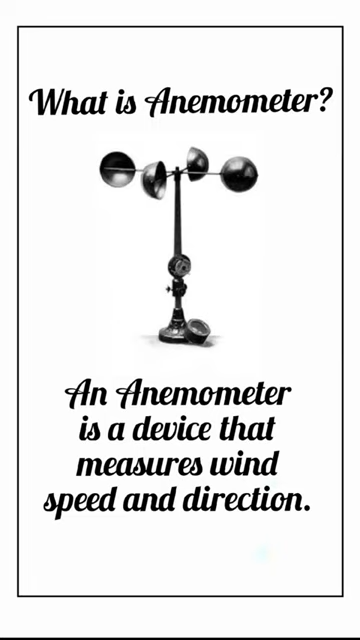 What is Anemometer?
An Anemometer
is a device that
measures wind
speed and direction.